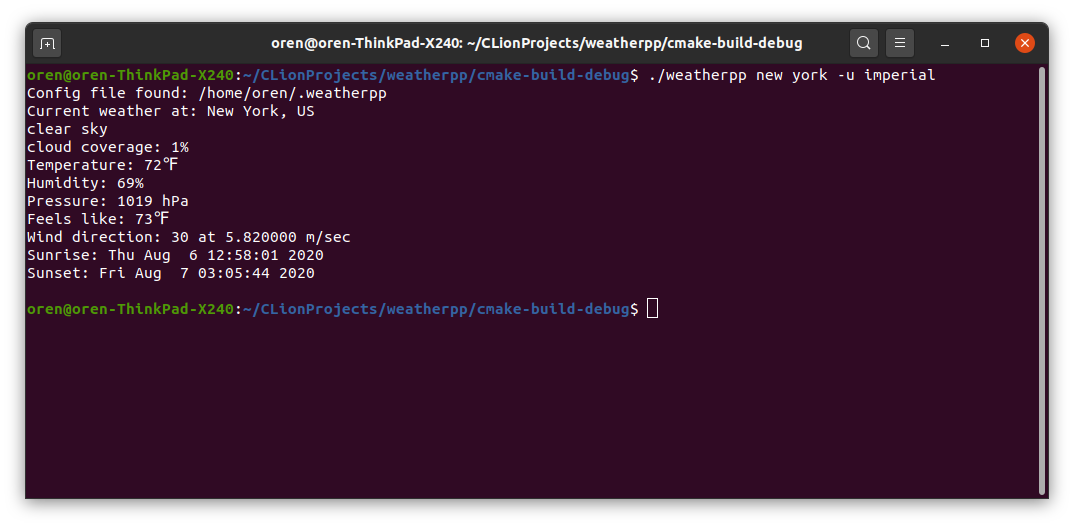 oren@oren-ThinkPad-X240: ~/CLionProjects/weatherpp/cmake-build-debug
oren@oren-ThinkPad-X240:~/CLionProjects/weatherpp/cmake-build-debug$ ./weatherpp new york -u imperial
Config file found: /home/oren/.weatherpp
Current weather at: New York, US
clear sky
cloud coverage: 1%
Temperature: 72℉
Humidity: 69%
Pressure: 1019 hPa
Feels like: 73℉
Wind direction: 30 at 5.820000 m/sec
Sunrise: Thu Aug  6 12:58:01 2020
Sunset: Fri Aug  7 03:05:44 2020
oren@oren-ThinkPad-X240:~/CLionProjects/weatherpp/cmake-build-debug$